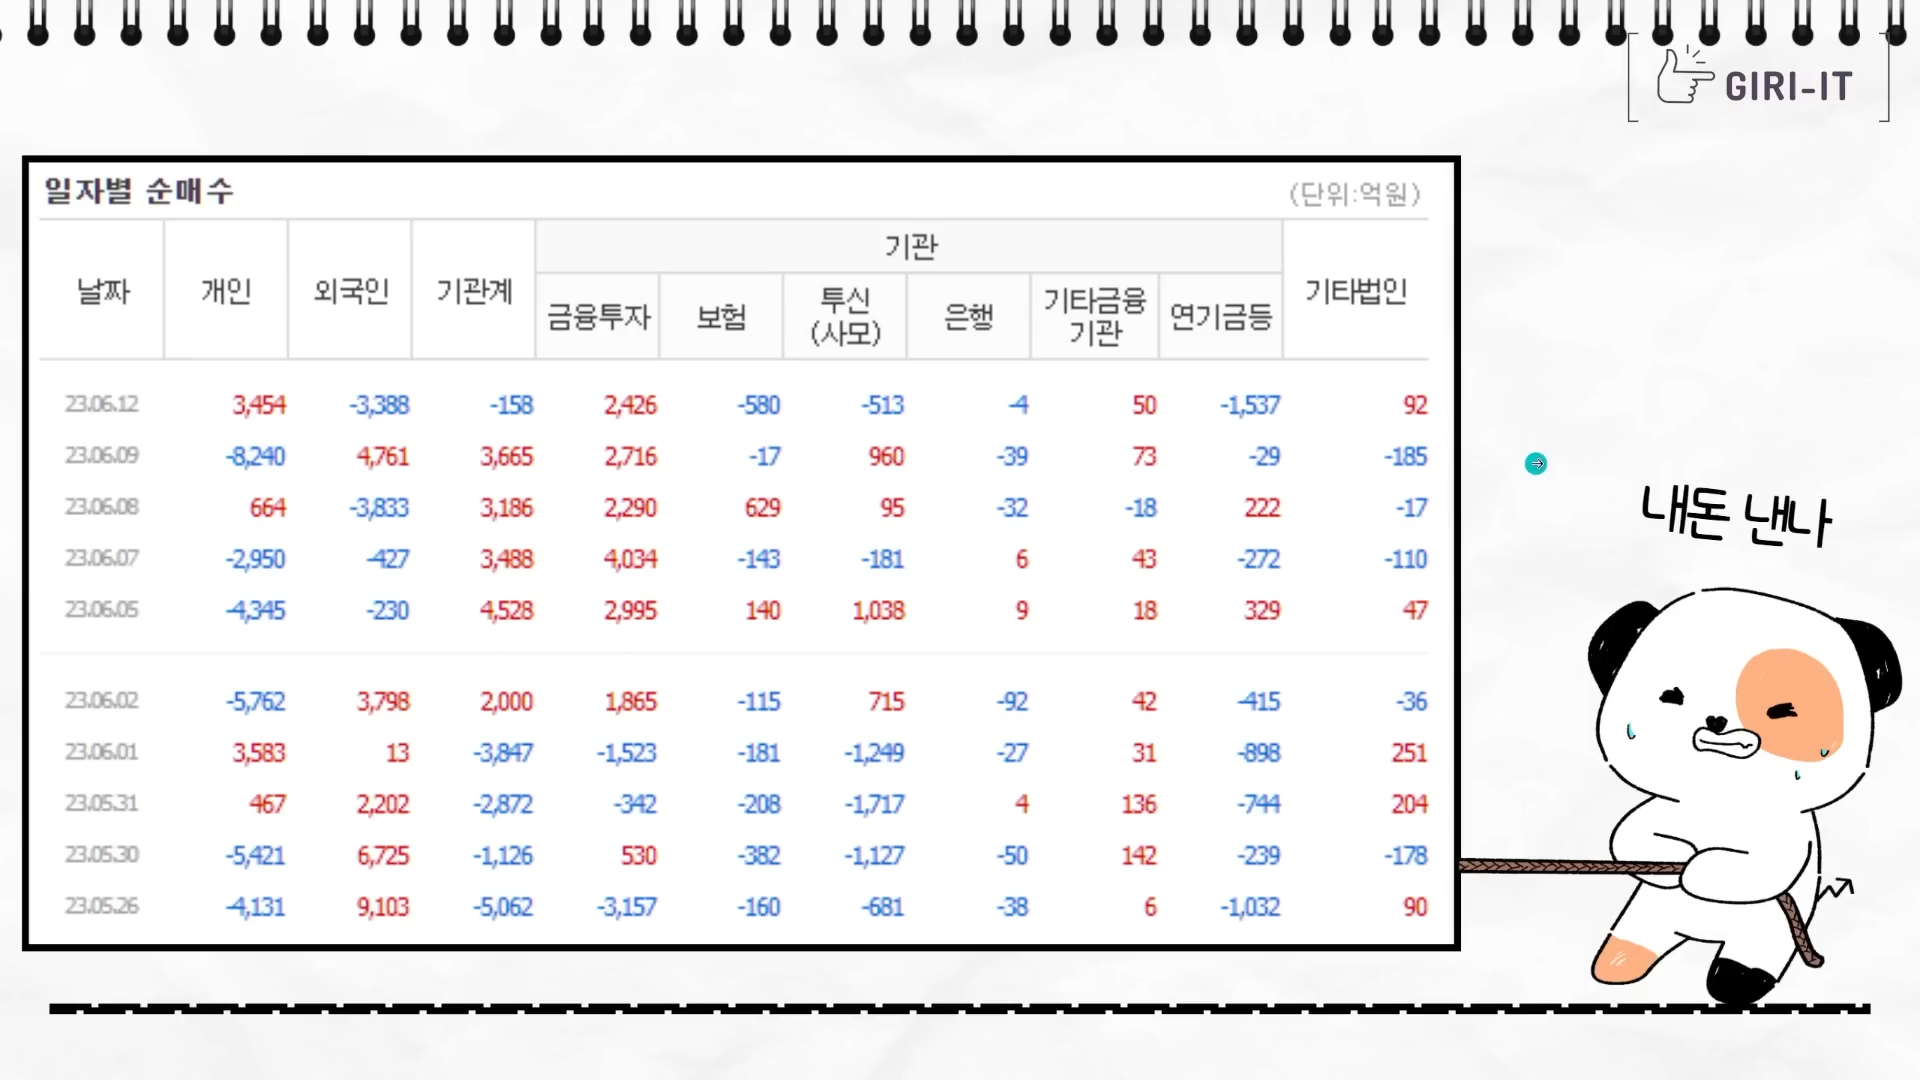 GIRI-IT
일자별 순매수 (단위:억원)
날짜 개인 외국인 기관계 기관 기타법인
금융투자 보험 투신(사모) 은행 기타금융기관 연기금등
23.06.12 3,454 -3,388 -158 2,426 -580 -513 -4 50 -1,537 92
23.06.09 -8,240 4,761 3,665 2,716 -17 960 -39 73 -29 -185
23.06.08 664 -3,833 3,186 2,290 629 95 -32 -18 222 -17
23.06.07 -2,950 -427 3,488 4,034 -143 -181 6 43 -272 -110
23.06.05 -4,345 -230 4,528 2,995 140 1,038 9 18 329 47
23.06.02 -5,762 3,798 2,000 1,865 -115 715 -92 42 -415 -36
23.06.01 3,583 13 -3,847 -1,523 -181 -1,249 -27 31 -898 251
23.05.31 467 2,202 -2,872 -342 -208 -1,717 4 136 -744 204
23.05.30 -5,421 6,725 -1,126 530 -382 -1,127 -50 142 -239 -178
23.05.26 -4,131 9,103 -5,062 -3,157 -160 -681 -38 6 -1,032 90
내돈 낸나